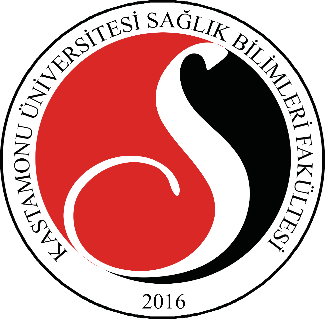 KASTAMONU ÜNİVERSİTESİ SAĞLIK BİLİMLERİ FAKÜLTESİ
2016